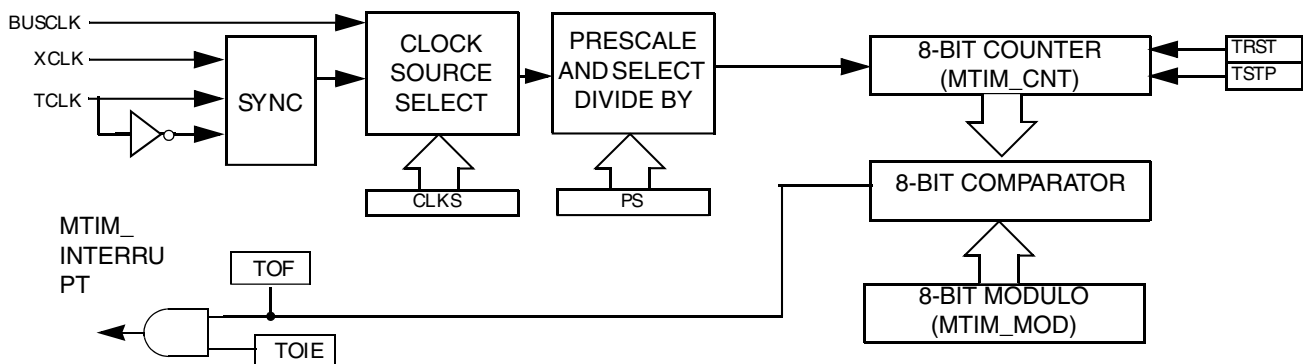 BUSCLK
XCLK
TCLK
SYNC
CLOCK
SOURCE
SELECT
CLKS
PRESCALE
AND SELECT
DIVIDE BY
PS
8-BIT COUNTER
(MTIM_CNT)
TRST
TSTP
8-BIT COMPARATOR
8-BIT MODULO
(MTIM_MOD)
MTIM_
INTERRU
PT
TOF
TOIE